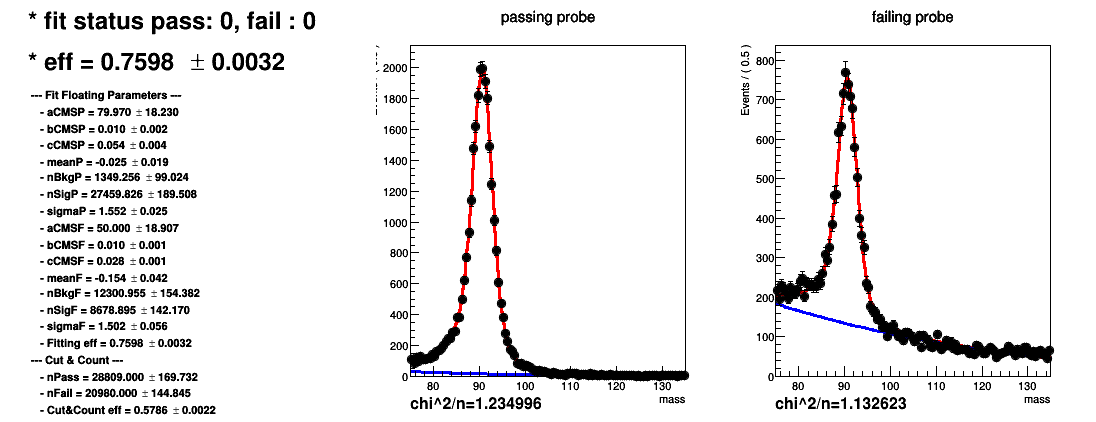 * fit status pass: 0, fail : 0
* eff = 0.7598 ± 0.0032
--- Fit Floating Parameters ---
- aCMSP = 79.970 ± 18.230
- bCMSP = 0.010 ± 0.002
- cCMSP = 0.054 ± 0.004
- meanP = -0.025 ± 0.019
- nBkgP = 1349.256 ± 99.024
- nSigP = 27459.826 ± 189.508
- sigmaP = 1.552 ± 0.025
- aCMSF = 50.000 ± 18.907
- bCMSF = 0.010 ± 0.001
- cCMSF = 0.028 ± 0.001
- meanF = -0.154 ± 0.042
- nBkgF = 12300.955 ± 154.382
- nSigF = 8678.895 ± 142.170
- sigmaF = 1.502 ± 0.056
- Fitting eff = 0.7598 ± 0.0032
--- Cut & Count ---
- nPass = 28809.000 ± 169.732
- nFail = 20980.000 ± 144.845
- Cut&Count eff = 0.5786 ± 0.0022
passing probe
2000
1800
1600
1400
1200
1000
800
600
400
200
0
80 90 100 110 120 130
mass
chi^2/n=1.234996
failing probe
Events / ( 0.5 )
800
700
600
500
400
300
200
100
0
80 90 100 110 120 130
mass
chi^2/n=1.132623